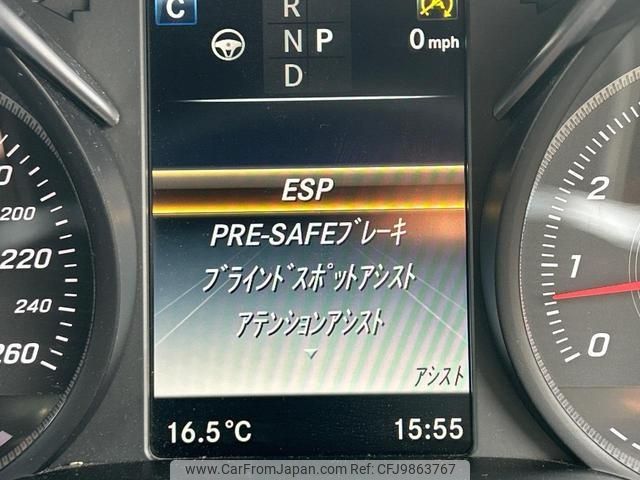 C
R
N P
D
0 mph
ESP
PRE-SAFEブレーキ
ブラインドスポットアシスト
アテンションアシスト
アシスト
16.5°C
15:55
200
220
240
260
2
1
0
www.CarFromJapan.com | © REFNO:CFJ9863767